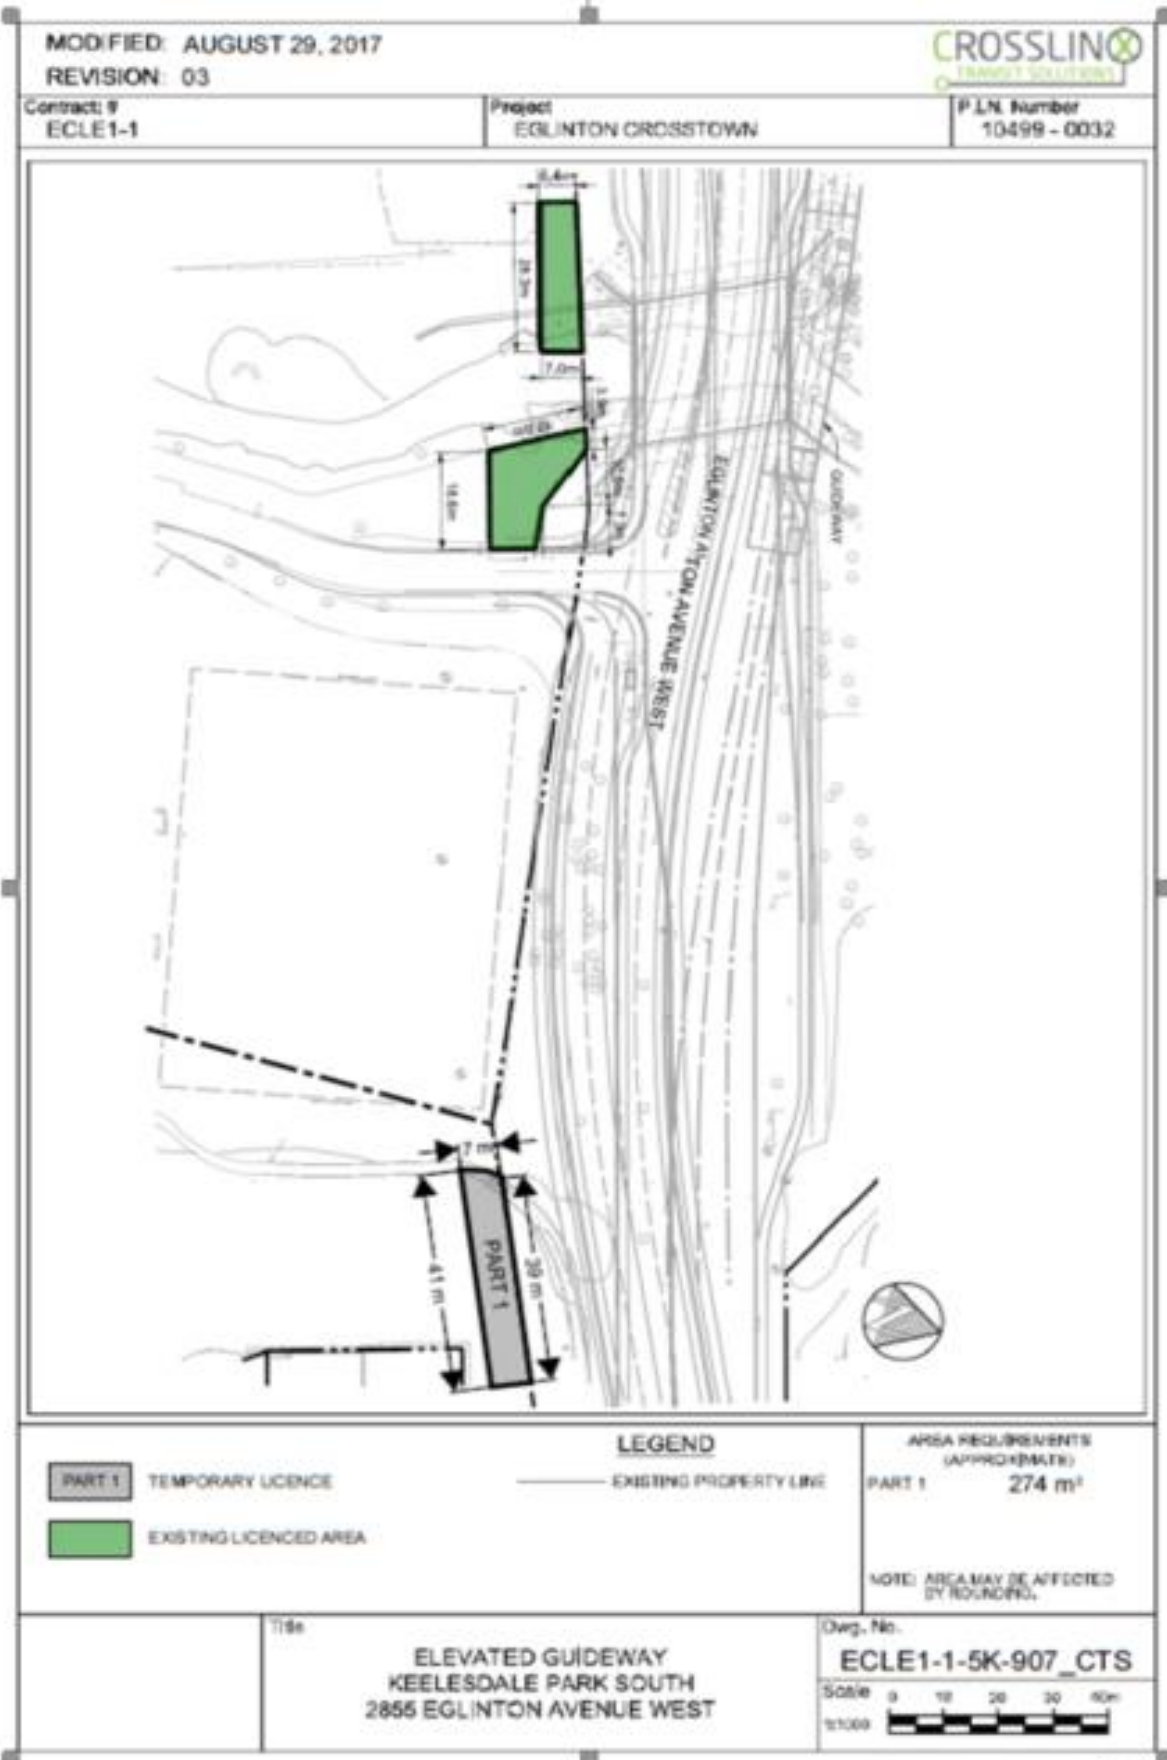 MODIFIED: AUGUST 29, 2017
REVISION: 03
CROSSLINX
TRANSIT SOLUTIONS
Contract: #
ECLE1-1
Project
EGLINTON CROSSTOWN
P.I.N. Number
10499 - 0032
7.0m
EGLINTON AVENUE WEST
GUIDEWAY
7 m
41 m
PART 1
39 m
LEGEND
PART 1
TEMPORARY LICENCE
EXISTING PROPERTY LINE
EXISTING LICENCED AREA
AREA REQUIREMENTS
(APPROXIMATE)
PART 1 274 m²
NOTE: AREA MAY BE AFFECTED
BY ROUNDING.
Title
ELEVATED GUIDEWAY
KEELESDALE PARK SOUTH
2855 EGLINTON AVENUE WEST
Dwg. No.
ECLE1-1-5K-907_CTS
Scale
0 10 20 30 40m
1:1000